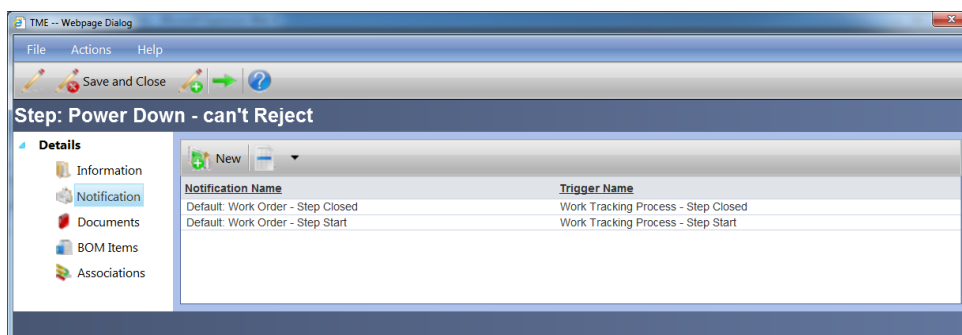 TME -- Webpage Dialog
File Actions Help
Save and Close
Step: Power Down - can't Reject
Details
Information
Notification
Documents
BOM Items
Associations
New
Notification Name Trigger Name
Default: Work Order - Step Closed Work Tracking Process - Step Closed
Default: Work Order - Step Start Work Tracking Process - Step Start